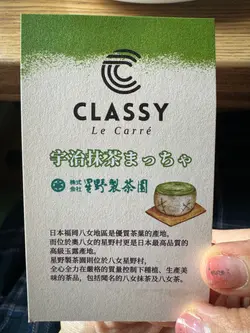 CLASSY
Le Carré
宇治抹茶まっちゃ
株式会社 星野製茶園
日本福岡八女地區是優質茶葉的產地。
而位於奧八女的星野村更是日本最高品質的
高級玉露產地。
星野製茶園則位於八女星野村。
全心全力在嚴格的質量控制下種植、生產美
味的茶品，包括聞名的八女抹茶及八女茶。